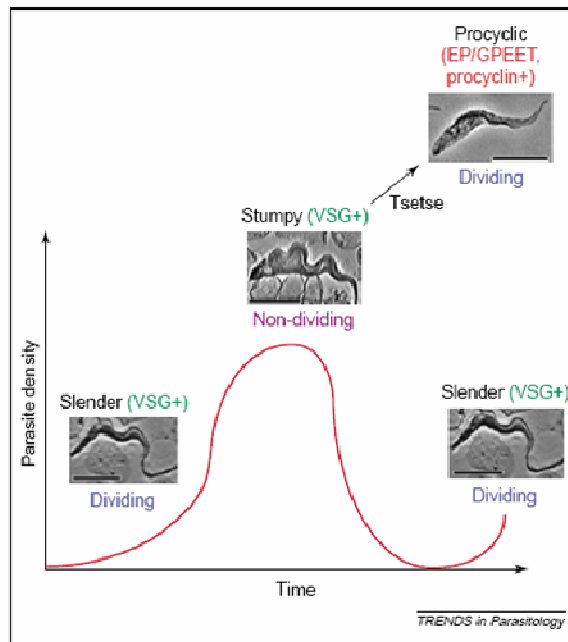 Procyclic
(EP/GPEET,
procyclin+)
Dividing
Tsetse
Stumpy (VSG+)
Non-dividing
Parasite density
Slender (VSG+)
Dividing
Slender (VSG+)
Dividing
Time
TRENDS in Parasitology